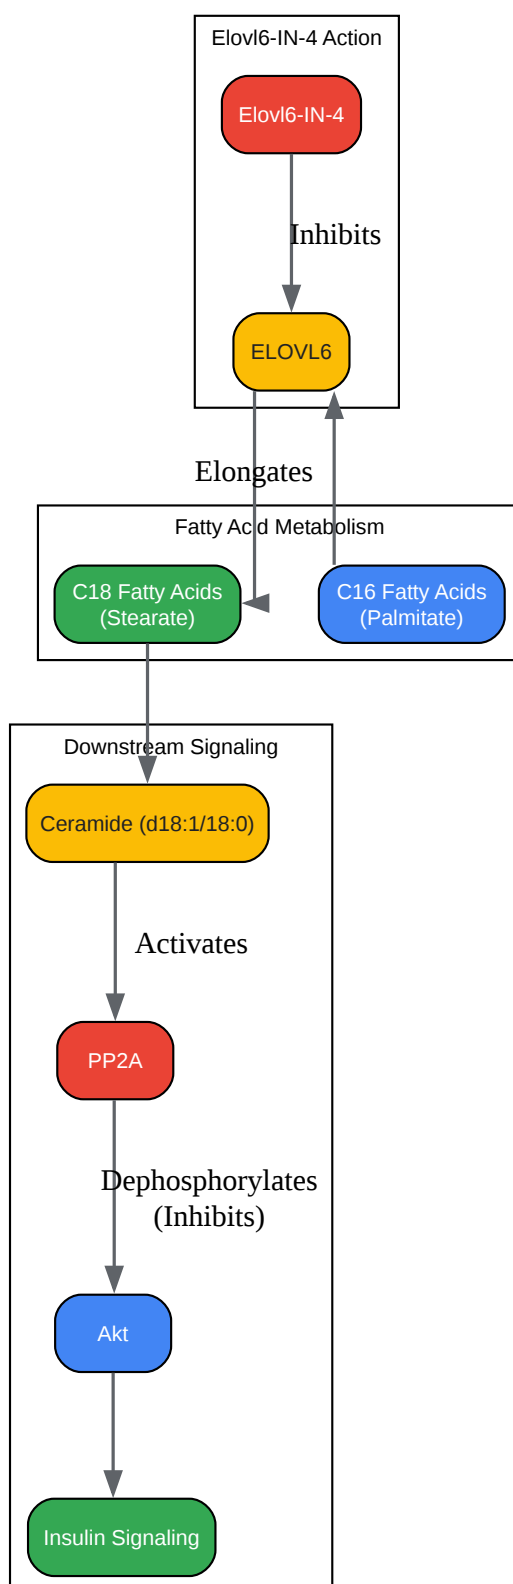 Elovl6-IN-4 Action
Elovl6-IN-4
Inhibits
ELOVL6
Elongates
Fatty Acid Metabolism
C18 Fatty Acids
(Stearate)
C16 Fatty Acids
(Palmitate)
Downstream Signaling
Ceramide (d18:1/18:0)
Activates
PP2A
Dephosphorylates
(Inhibits)
Akt
Insulin Signaling